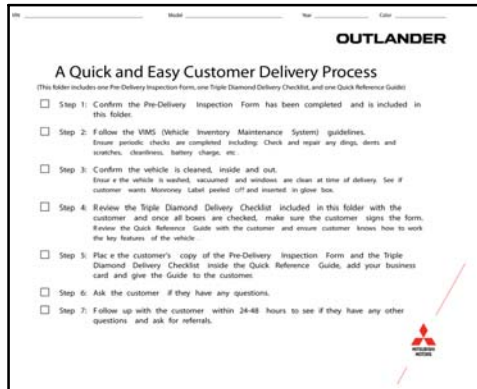 VIN Model Year Color
OUTLANDER
A Quick and Easy Customer Delivery Process
(This folder includes one Pre-Delivery Inspection Form, one Triple Diamond Delivery Checklist, and one Quick Reference Guide)
Step 1: Confirm the Pre-Delivery Inspection Form has been completed and is included in
this folder.
Step 2: Follow the VIMS (Vehicle Inventory Maintenance System) guidelines.
Ensure periodic checks are completed including: Check and repair any dings, dents and
scratches, cleanliness, battery charge, etc.
Step 3: Confirm the vehicle is cleaned, inside and out.
Ensur e the vehicle is washed, vacuumed and windows are clean at time of delivery. See if
customer wants Monroney Label peeled off and inserted in glove box.
Step 4: Review the Triple Diamond Delivery Checklist included in this folder with the
customer and once all boxes are checked, make sure the customer signs the form.
Review the Quick Reference Guide with the customer and ensure customer knows how to work
the key features of the vehicle
Step 5: Plac e the customer's copy of the Pre-Delivery Inspection Form and the Triple
Diamond Delivery Checklist inside the Quick Reference Guide, add your business
card and give the Guide to the customer.
Step 6: Ask the customer if they have any questions.
Step 7: Follow up with the customer within 24-48 hours to see if they have any other
questions and ask for referrals.
MITSUBISHI
MOTORS